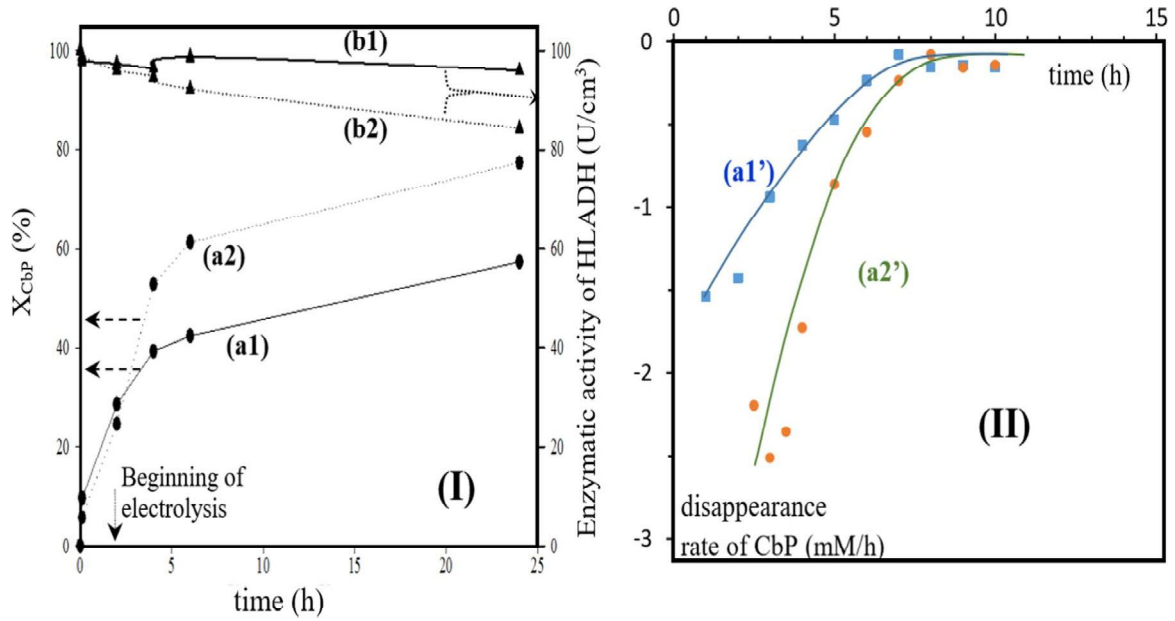 100
80
60
40
20
0
X_CbP (%)
(b1)
(b2)
(a2)
(a1)
Beginning of
electrolysis
(I)
0
5
10
15
20
25
time (h)
100
80
60
40
20
0
Enzymatic activity of HLADH (U/cm³)
0
5
10
15
time (h)
0
-1
-2
-3
(a1')
(a2')
(II)
disappearance
rate of CbP (mM/h)